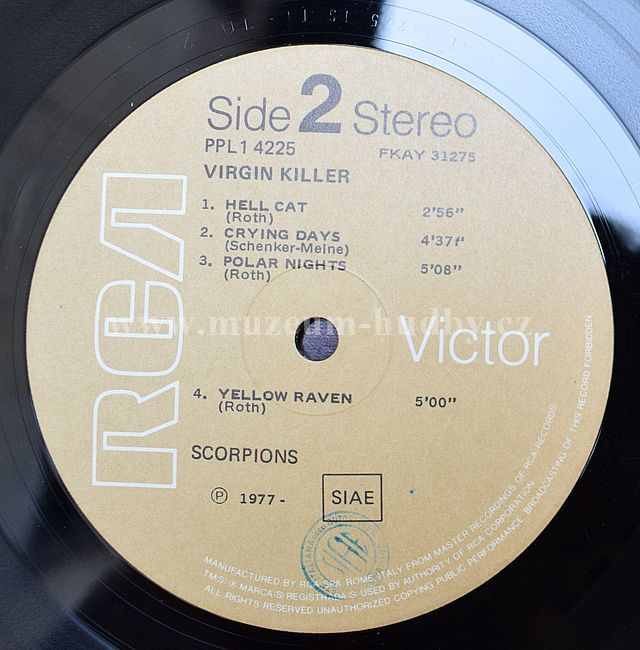 Side 2 Stereo
PPL1 4225 FKAY 31275
VIRGIN KILLER
1. HELL CAT 2'56"
(Roth)
2. CRYING DAYS 4'37"
(Schenker-Meine)
3. POLAR NIGHTS 5'08"
(Roth)
RCA
www.muzeum-hudby.cz
Victor
4. YELLOW RAVEN 5'00"
(Roth)
SCORPIONS
Ⓟ 1977- SIAE
SIAE
MANUFACTURED BY RCA SPA ROME, ITALY FROM MASTER RECORDINGS OF RCA RECORDS
TMS ® MARCA(S) REGISTRADA(S) USED BY AUTHORITY OF RCA CORPORATION
ALL RIGHTS RESERVED UNAUTHORIZED COPYING PUBLIC PERFORMANCE BROADCASTING OF THIS RECORD FORBIDDEN